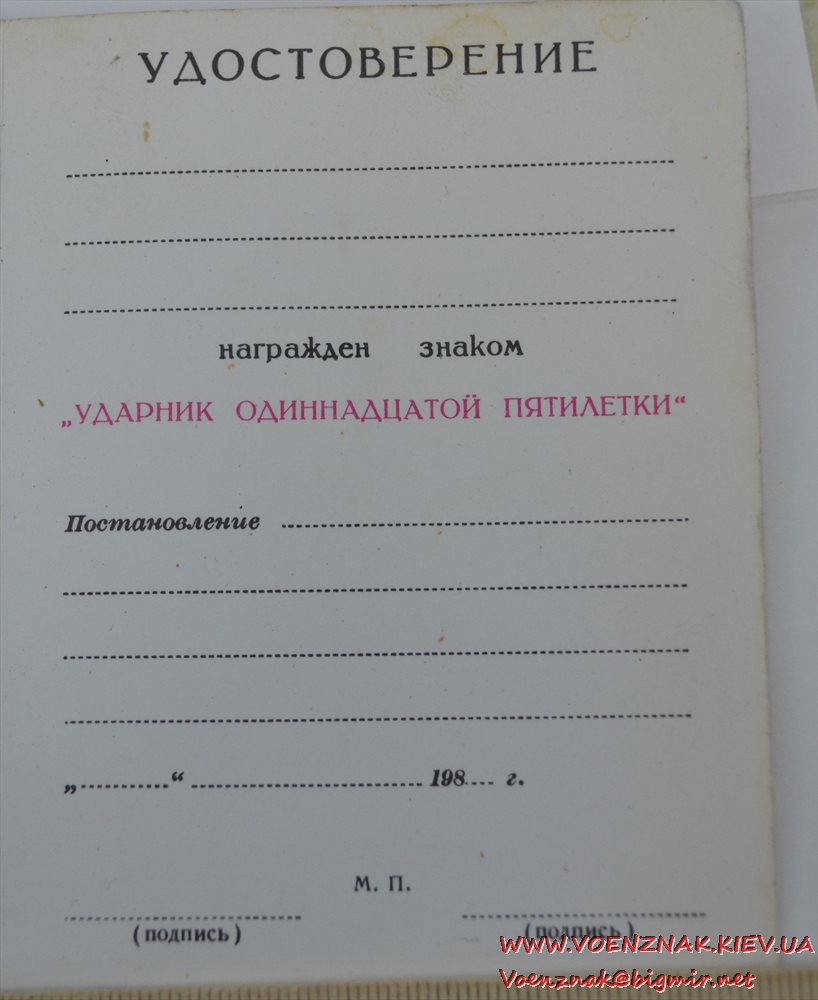 УДОСТОВЕРЕНИЕ
награжден знаком
„УДАРНИК ОДИННАДЦАТОЙ ПЯТИЛЕТКИ“
Постановление
„..........“ .............................. 198.... г.
М. П.
(подпись) (подпись)
WWW.VOENZNAK.KIEV.UA
Voenznak@bigmir.net